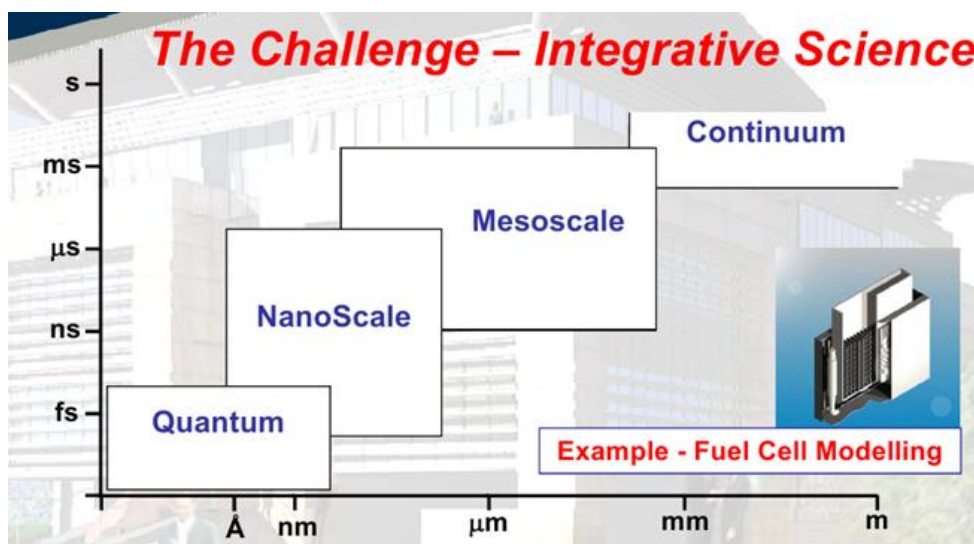 The Challenge – Integrative Science
s
Continuum
ms
Mesoscale
μs
NanoScale
ns
fs
Quantum
Example - Fuel Cell Modelling
Å
nm
μm
mm
m